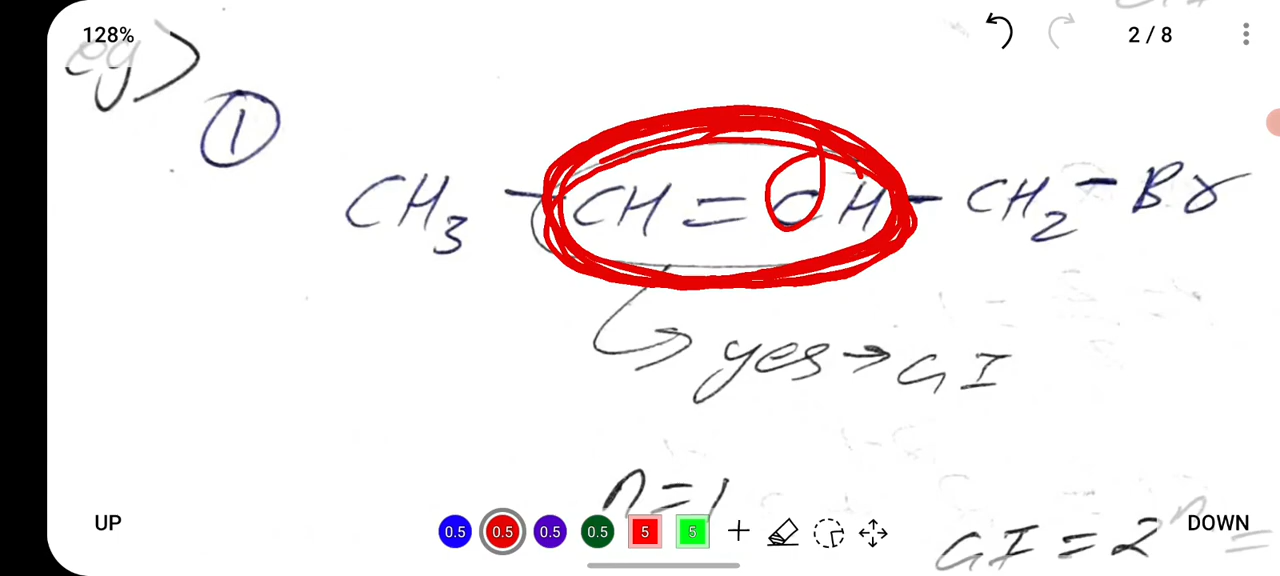 128%
2 / 8
eg>
①
CH3 - CH = CH - CH2 - Br
yes → GI
n = 1
GI = 2^n =
UP
0.5 0.5 0.5 0.5 5 5
DOWN